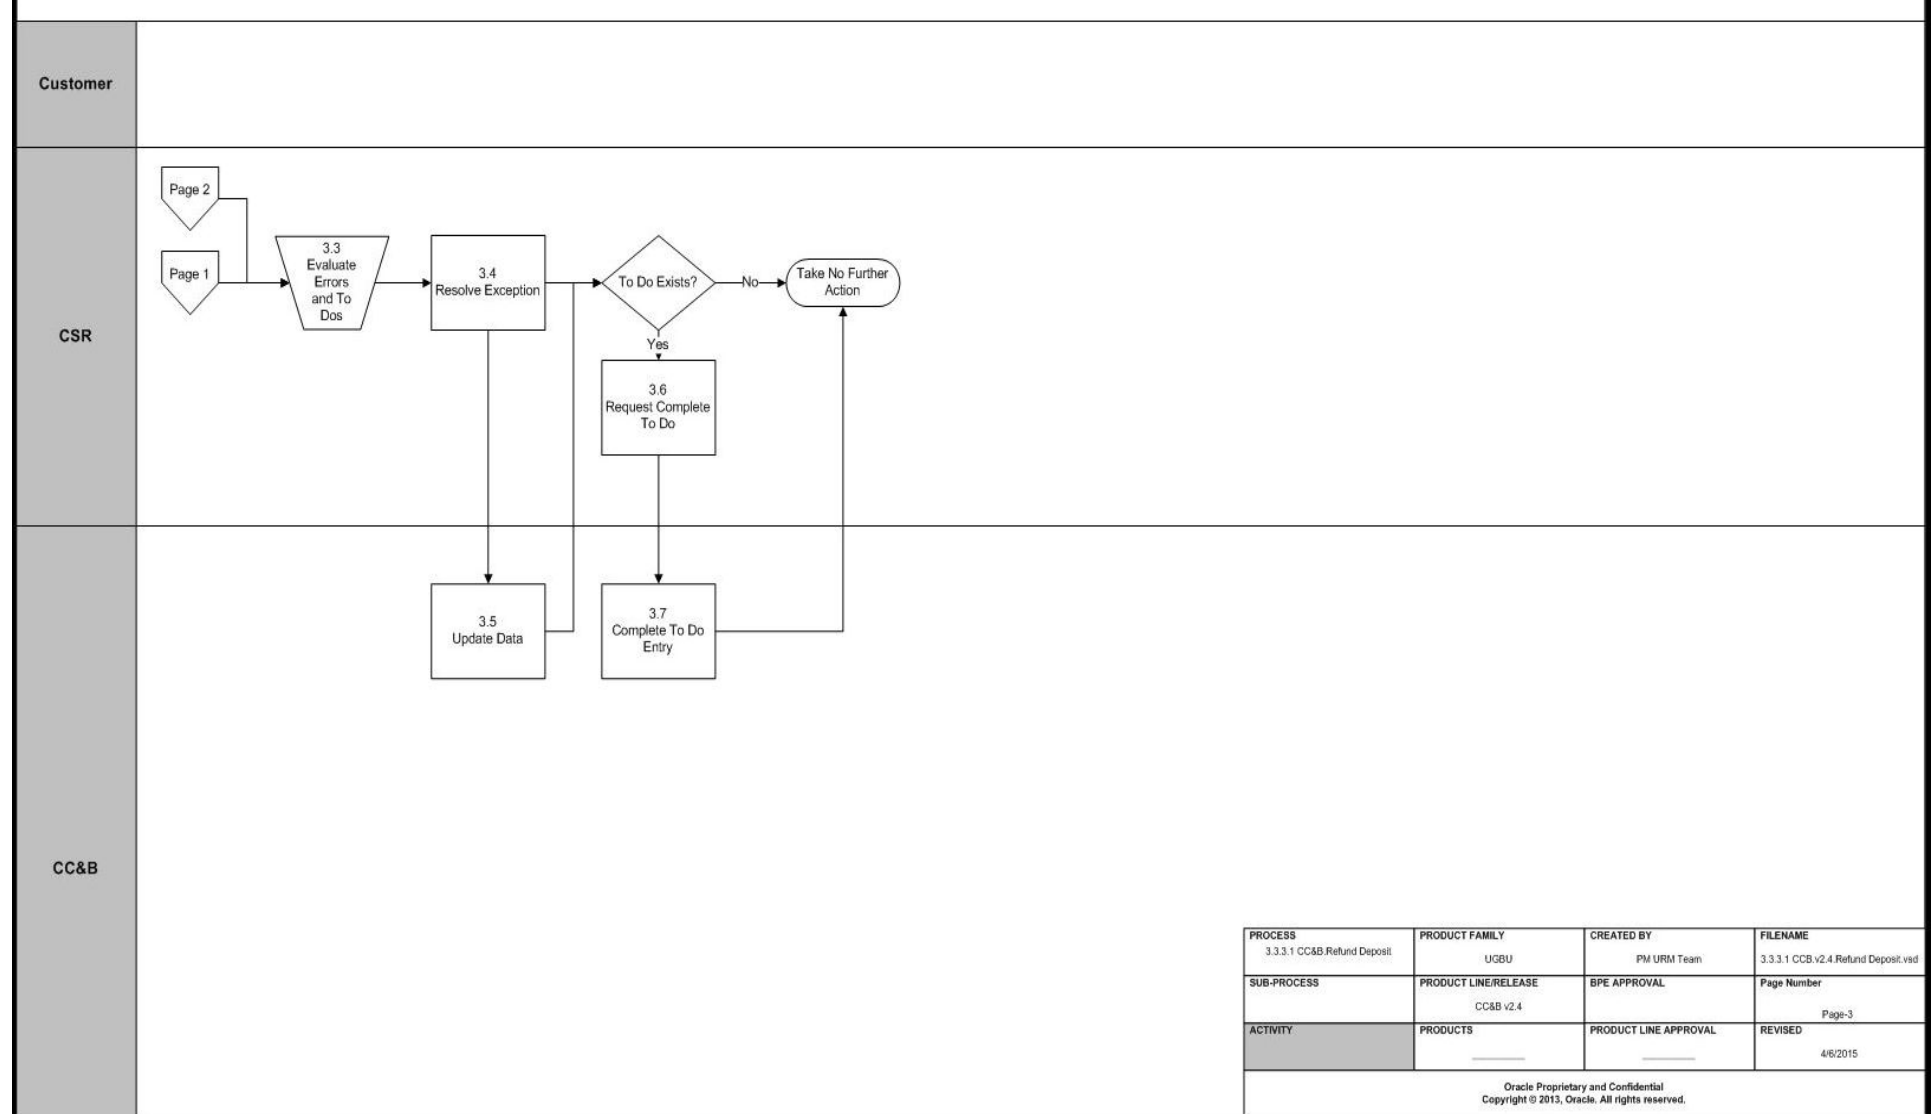 Customer
CSR
Page 2
Page 1
3.3
Evaluate
Errors
and To
Dos
3.4
Resolve Exception
To Do Exists?
No
Take No Further
Action
Yes
3.6
Request Complete
To Do
CC&B
3.5
Update Data
3.7
Complete To Do
Entry
PROCESS
3.3.3.1 CC&B.Refund Deposit
PRODUCT FAMILY
UGBU
CREATED BY
PM URM Team
FILENAME
3.3.3.1 CCB.v2.4.Refund Deposit.vsd
SUB-PROCESS
PRODUCT LINE/RELEASE
CC&B v2.4
BPE APPROVAL
Page Number
Page-3
ACTIVITY
PRODUCTS
PRODUCT LINE APPROVAL
REVISED
4/6/2015
Oracle Proprietary and Confidential
Copyright © 2013, Oracle. All rights reserved.